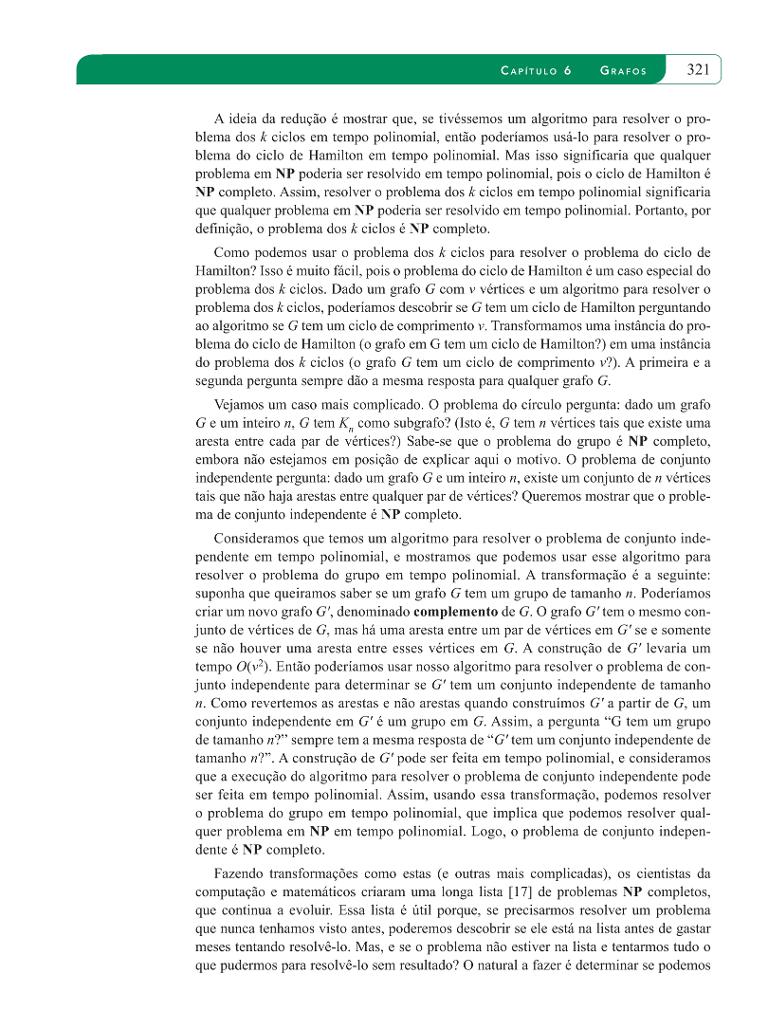 CAPÍTULO 6 GRAFOS 321
A ideia da redução é mostrar que, se tivéssemos um algoritmo para resolver o pro-
blema dos k ciclos em tempo polinomial, então poderíamos usá-lo para resolver o pro-
blema do ciclo de Hamilton em tempo polinomial. Mas isso significaria que qualquer
problema em NP poderia ser resolvido em tempo polinomial, pois o ciclo de Hamilton é
NP completo. Assim, resolver o problema dos k ciclos em tempo polinomial significaria
que qualquer problema em NP poderia ser resolvido em tempo polinomial. Portanto, por
definição, o problema dos k ciclos é NP completo.
Como podemos usar o problema dos k ciclos para resolver o problema do ciclo de
Hamilton? Isso é muito fácil, pois o problema do ciclo de Hamilton é um caso especial do
problema dos k ciclos. Dado um grafo G com v vértices e um algoritmo para resolver o
problema dos k ciclos, poderíamos descobrir se G tem um ciclo de Hamilton perguntando
ao algoritmo se G tem um ciclo de comprimento v. Transformamos uma instância do pro-
blema do ciclo de Hamilton (o grafo em G tem um ciclo de Hamilton?) em uma instância
do problema dos k ciclos (o grafo G tem um ciclo de comprimento v?). A primeira e a
segunda pergunta sempre dão a mesma resposta para qualquer grafo G.
Vejamos um caso mais complicado. O problema do círculo pergunta: dado um grafo
G e um inteiro n, G tem Kn como subgrafo? (Isto é, G tem n vértices tais que existe uma
aresta entre cada par de vértices?) Sabe-se que o problema do grupo é NP completo,
embora não estejamos em posição de explicar aqui o motivo. O problema de conjunto
independente pergunta: dado um grafo G e um inteiro n, existe um conjunto de n vértices
tais que não haja arestas entre qualquer par de vértices? Queremos mostrar que o proble-
ma de conjunto independente é NP completo.
Consideramos que temos um algoritmo para resolver o problema de conjunto inde-
pendente em tempo polinomial, e mostramos que podemos usar esse algoritmo para
resolver o problema do grupo em tempo polinomial. A transformação é a seguinte:
suponha que queiramos saber se um grafo G tem um grupo de tamanho n. Poderíamos
criar um novo grafo G′, denominado complemento de G. O grafo G′ tem o mesmo con-
junto de vértices de G, mas há uma aresta entre um par de vértices em G′ se e somente
se não houver uma aresta entre esses vértices em G. A construção de G′ levaria um
tempo O(v²). Então poderíamos usar nosso algoritmo para resolver o problema de con-
junto independente para determinar se G′ tem um conjunto independente de tamanho
n. Como revertemos as arestas e não arestas quando construímos G′ a partir de G, um
conjunto independente em G′ é um grupo em G. Assim, a pergunta “G tem um grupo
de tamanho n?” sempre tem a mesma resposta de “G′ tem um conjunto independente de
tamanho n?”. A construção de G′ pode ser feita em tempo polinomial, e consideramos
que a execução do algoritmo para resolver o problema de conjunto independente pode
ser feita em tempo polinomial. Assim, usando essa transformação, podemos resolver
o problema do grupo em tempo polinomial, que implica que podemos resolver qual-
quer problema em NP em tempo polinomial. Logo, o problema de conjunto indepen-
dente é NP completo.
Fazendo transformações como estas (e outras mais complicadas), os cientistas da
computação e matemáticos criaram uma longa lista [17] de problemas NP completos,
que continua a evoluir. Essa lista é útil porque, se precisarmos resolver um problema
que nunca tenhamos visto antes, poderemos descobrir se ele está na lista antes de gastar
meses tentando resolvê-lo. Mas, e se o problema não estiver na lista e tentarmos tudo o
que pudermos para resolvê-lo sem resultado? O natural a fazer é determinar se podemos